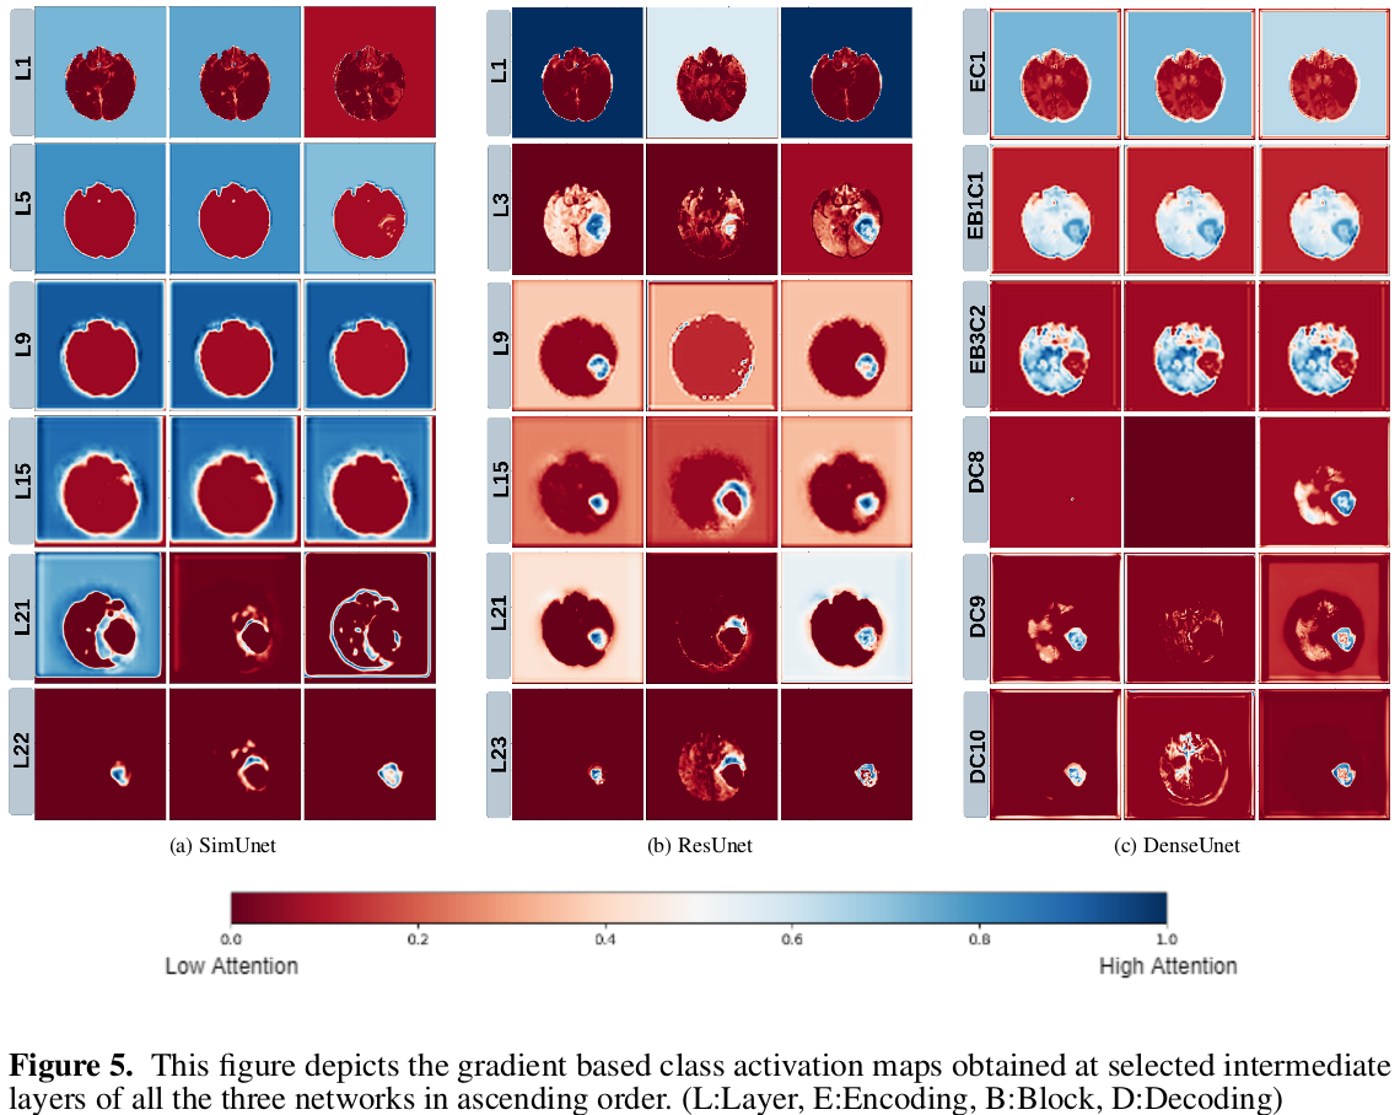 L1
L5
L9
L15
L21
L22
(a) SimUnet
L1
L3
L9
L15
L21
L23
(b) ResUnet
EC1
EB1C1
EB3C2
DC8
DC9
DC10
(c) DenseUnet
0.0 0.2 0.4 0.6 0.8 1.0
Low Attention High Attention
Figure 5. This figure depicts the gradient based class activation maps obtained at selected intermediate
layers of all the three networks in ascending order. (L:Layer, E:Encoding, B:Block, D:Decoding)